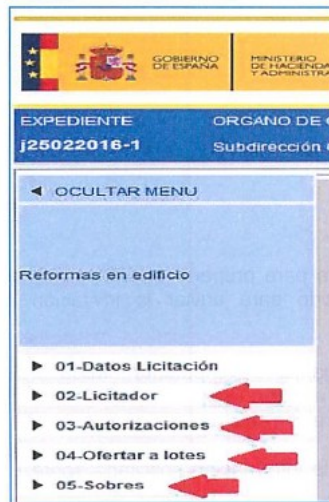 GOBIERNO
DE ESPAÑA
MINISTERIO
DE HACIENDA
Y ADMINISTRA
EXPEDIENTE
ORGANO DE
j25022016-1
Subdirección
◄ OCULTAR MENU
Reformas en edificio
► 01-Datos Licitación
► 02-Licitador
► 03-Autorizaciones
► 04-Ofertar a lotes
► 05-Sobres